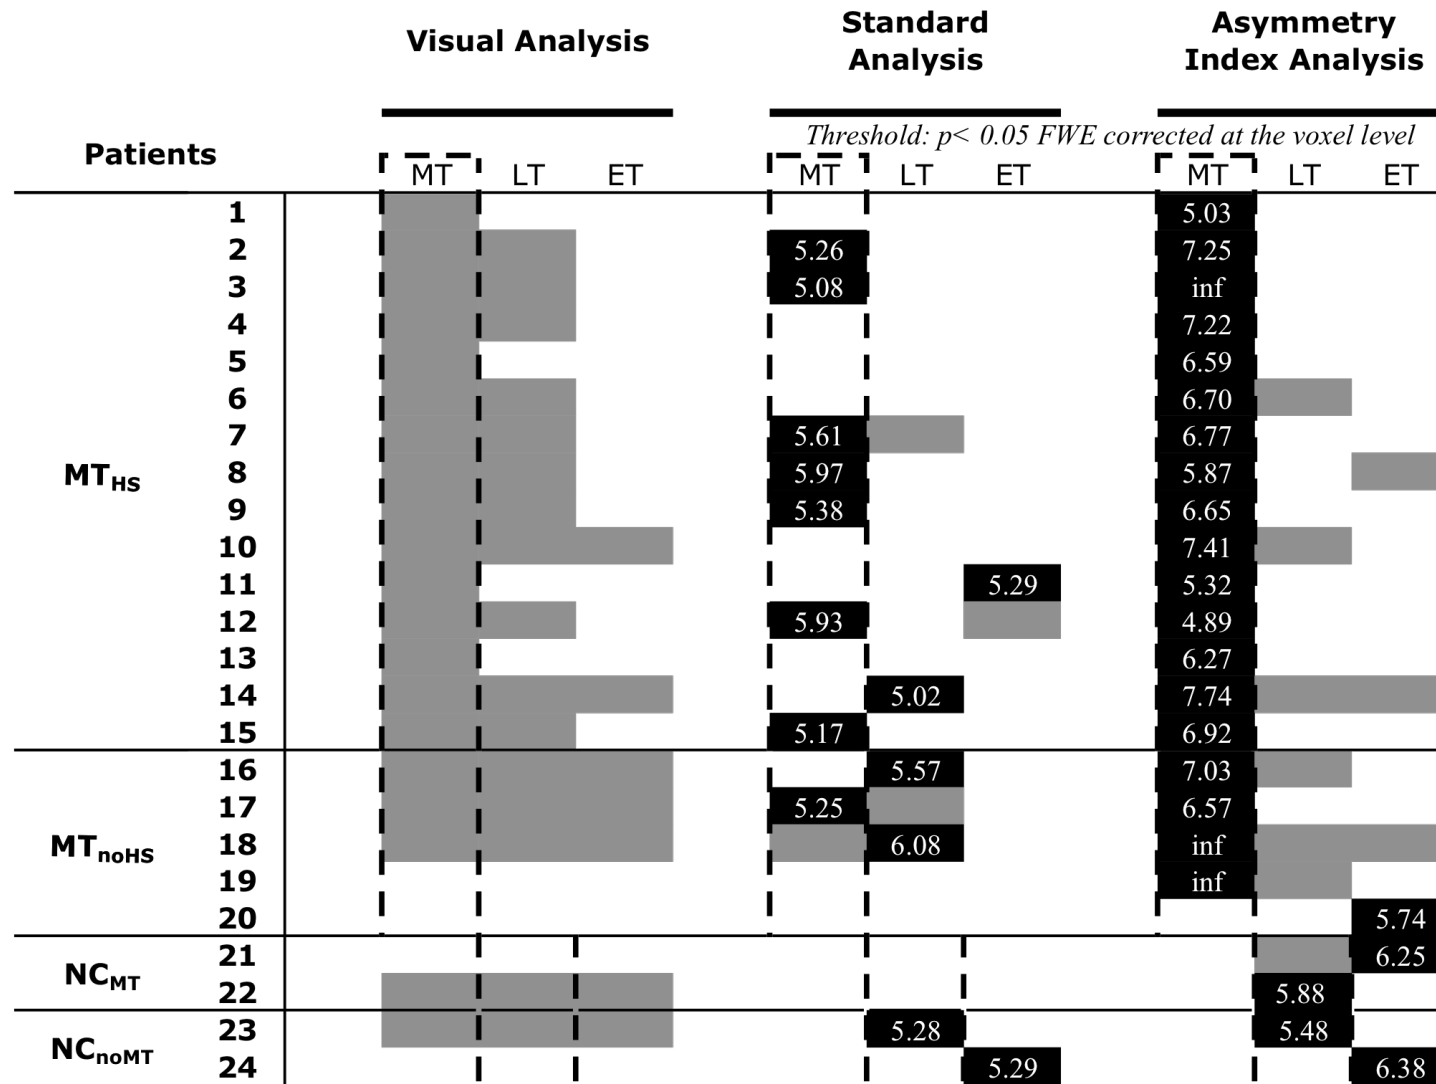 Visual Analysis
Standard
Analysis
Asymmetry
Index Analysis
Threshold: p< 0.05 FWE corrected at the voxel level
Patients
MT LT ET MT LT ET MT LT ET
1 5.03
2 5.26 7.25
3 5.08 inf
4 7.22
5 6.59
6 6.70
7 5.61 6.77
MTHS
8 5.97 5.87
9 5.38 6.65
10 7.41
11 5.29 5.32
12 5.93 4.89
13 6.27
14 5.02 7.74
15 5.17 6.92
16 5.57 7.03
17 5.25 6.57
MTnoHS
18 6.08 inf
19 inf
20 5.74
NCMT
21 6.25
22 5.88
NCnoMT
23 5.28 5.48
24 5.29 6.38